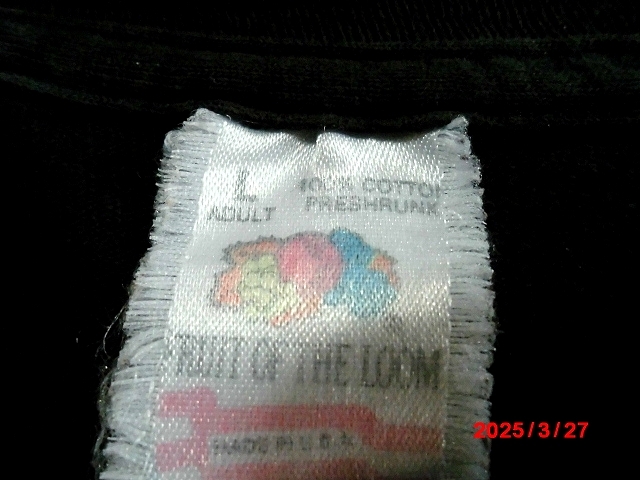 L
ADULT
100% COTTON
PRESHRUNK
FRUIT OF THE LOOM
MADE IN U.S.A.
2025/3/27